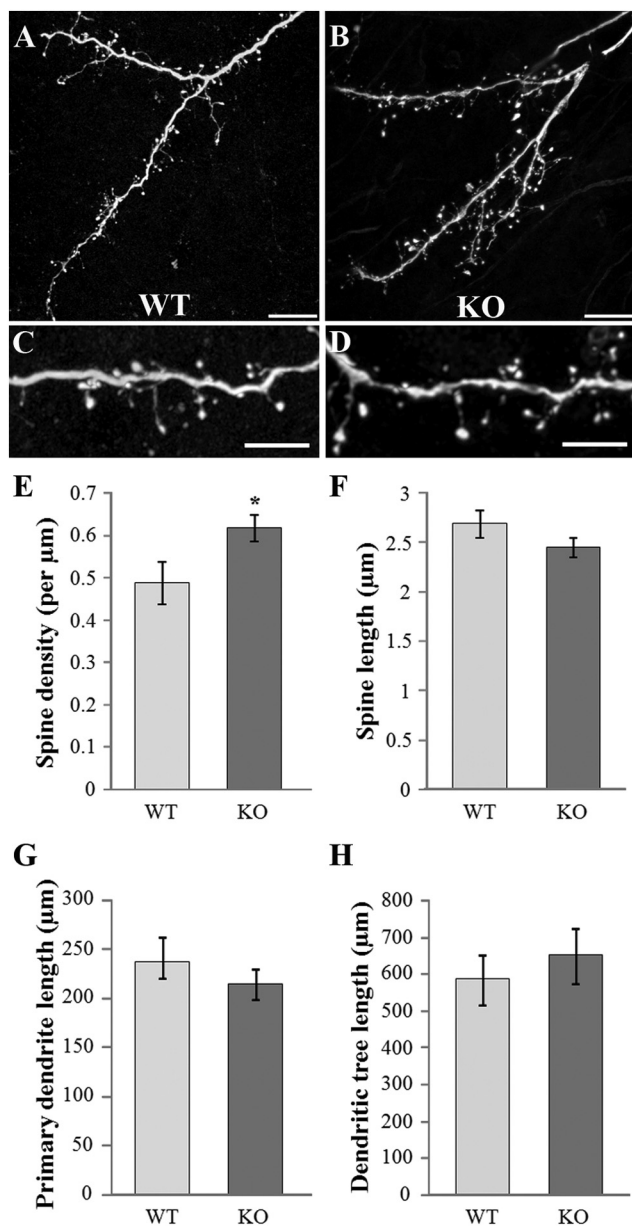 A
B
WT
KO
C
D
E
Spine density (per μm)
0.7
0.6
0.5
0.4
0.3
0.2
0.1
0
*
WT
KO
F
Spine length (μm)
3
2.5
2
1.5
1
0.5
0
WT
KO
G
Primary dendrite length (μm)
300
250
200
150
100
50
0
WT
KO
H
Dendritic tree length (μm)
800
700
600
500
400
300
200
100
0
WT
KO